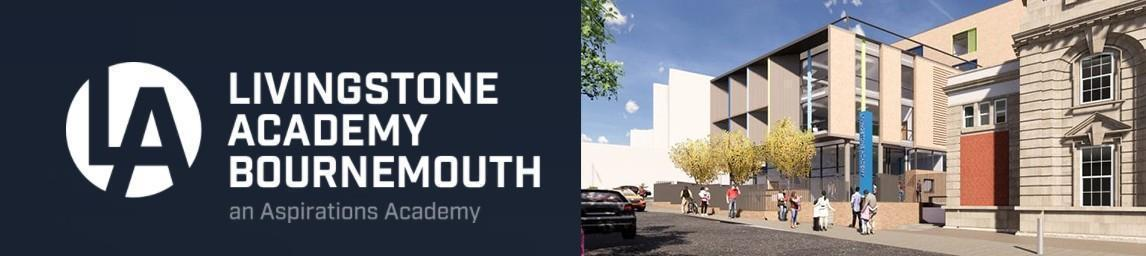 LA
LIVINGSTONE
ACADEMY
BOURNEMOUTH
an Aspirations Academy